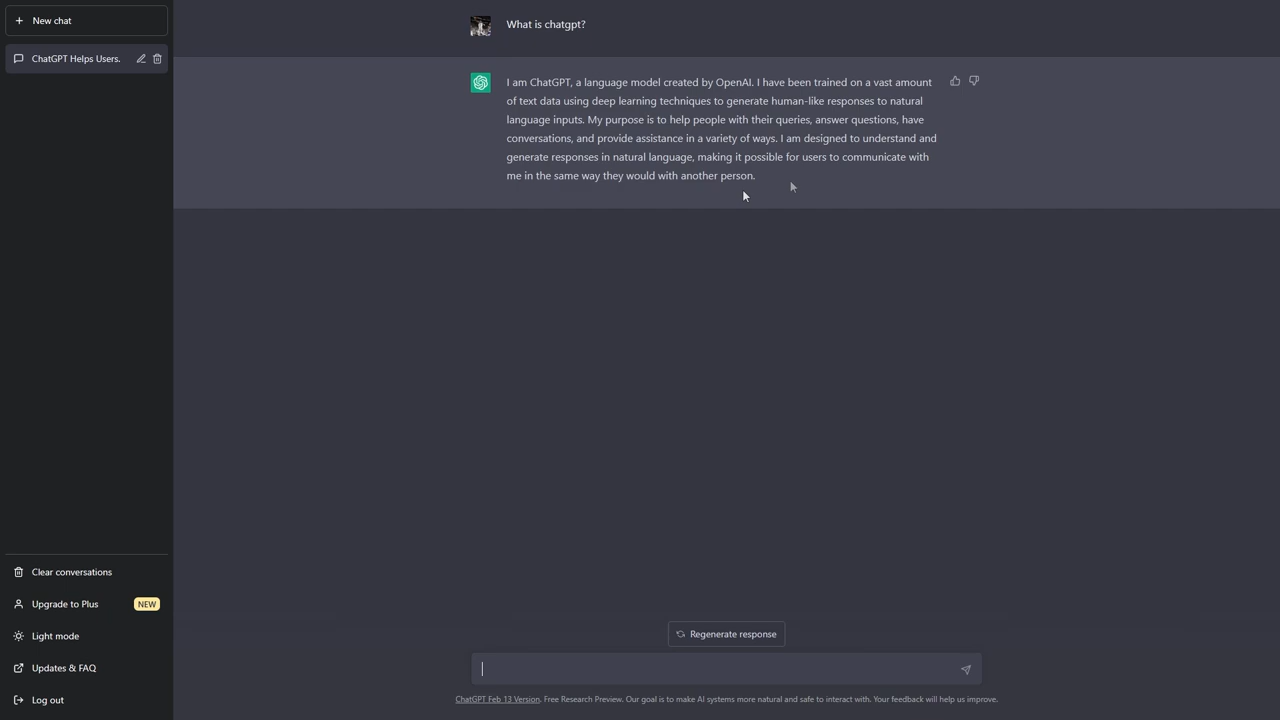 New chat
ChatGPT Helps Users.
What is chatgpt?
I am ChatGPT, a language model created by OpenAI. I have been trained on a vast amount
of text data using deep learning techniques to generate human-like responses to natural
language inputs. My purpose is to help people with their queries, answer questions, have
conversations, and provide assistance in a variety of ways. I am designed to understand and
generate responses in natural language, making it possible for users to communicate with
me in the same way they would with another person.
Clear conversations
Upgrade to Plus NEW
Light mode
Updates & FAQ
Log out
Regenerate response
ChatGPT Feb 13 Version. Free Research Preview. Our goal is to make AI systems more natural and safe to interact with. Your feedback will help us improve.